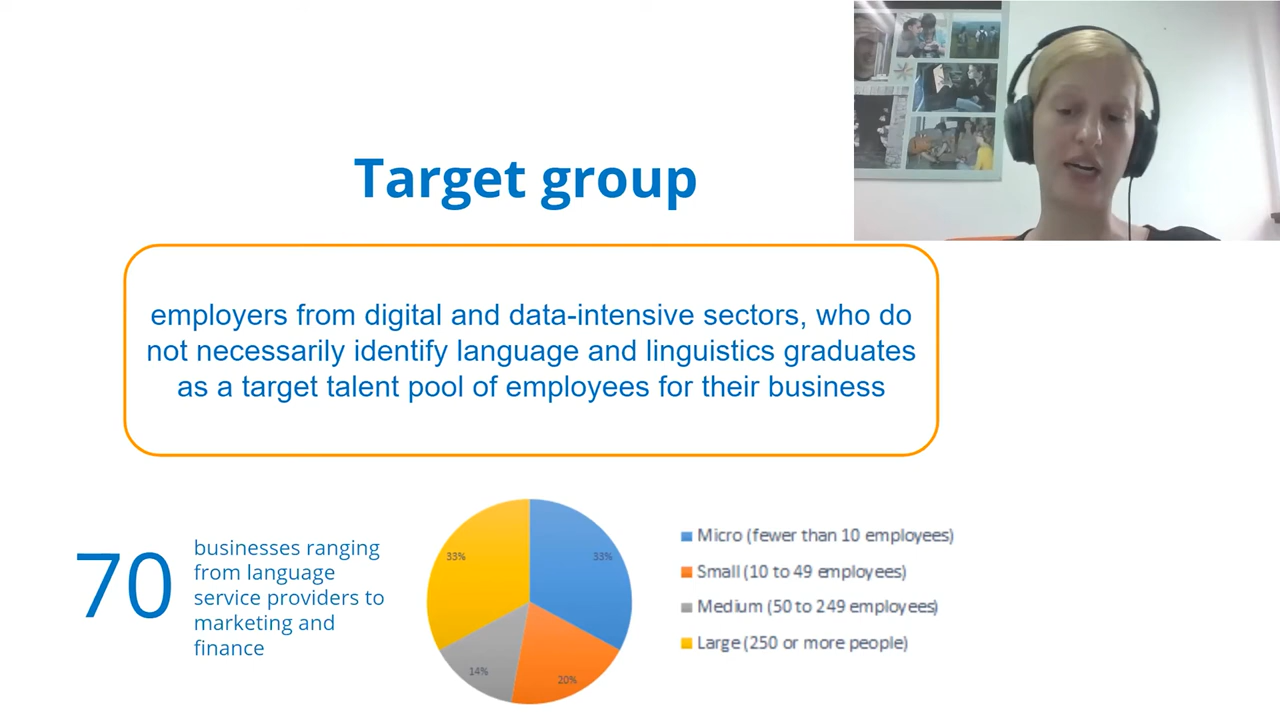 Target group
employers from digital and data-intensive sectors, who do
not necessarily identify language and linguistics graduates
as a target talent pool of employees for their business
70
businesses ranging
from language
service providers to
marketing and
finance
33%
33%
14%
20%
Micro (fewer than 10 employees)
Small (10 to 49 employees)
Medium (50 to 249 employees)
Large (250 or more people)